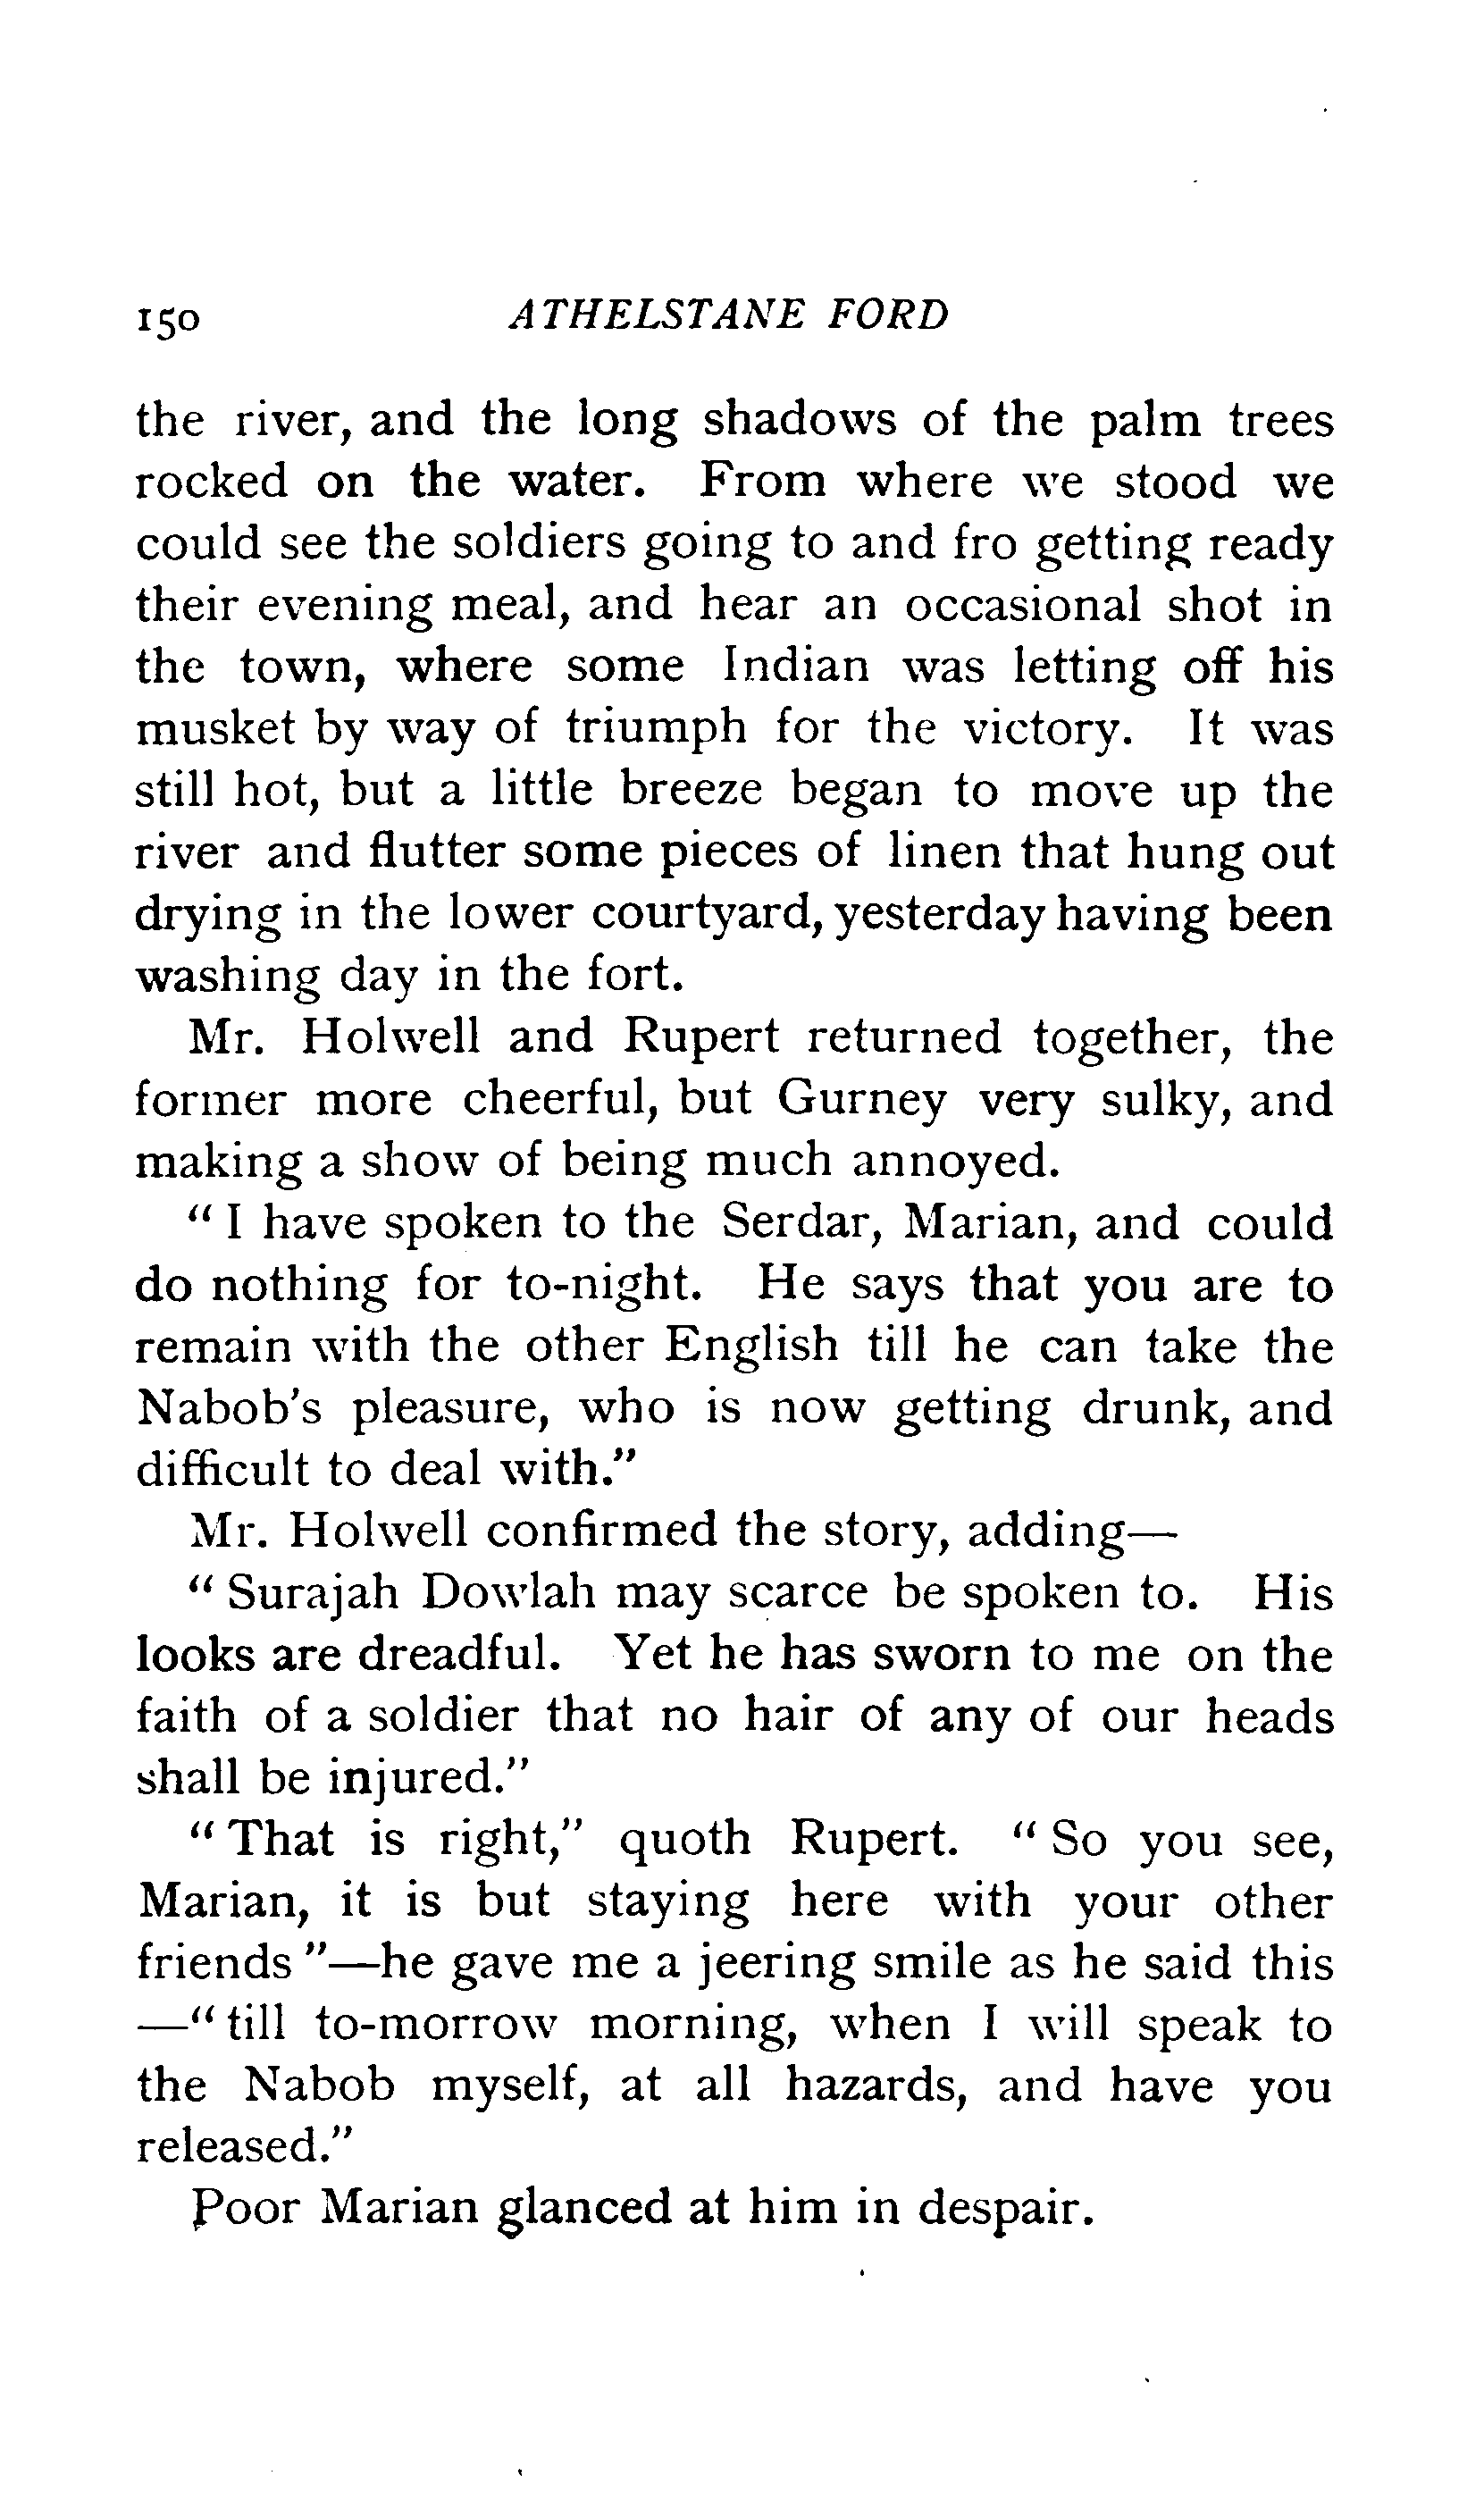 150 ATHELSTANE FORD
the river, and the long shadows of the palm trees
rocked on the water. From where we stood we
could see the soldiers going to and fro getting ready
their evening meal, and hear an occasional shot in
the town, where some Indian was letting off his
musket by way of triumph for the victory. It was
still hot, but a little breeze began to move up the
river and flutter some pieces of linen that hung out
drying in the lower courtyard, yesterday having been
washing day in the fort.
Mr. Holwell and Rupert returned together, the
former more cheerful, but Gurney very sulky, and
making a show of being much annoyed.
"I have spoken to the Serdar, Marian, and could
do nothing for to-night. He says that you are to
remain with the other English till he can take the
Nabob's pleasure, who is now getting drunk, and
difficult to deal with."
Mr. Holwell confirmed the story, adding—
"Surajah Dowlah may scarce be spoken to. His
looks are dreadful. Yet he has sworn to me on the
faith of a soldier that no hair of any of our heads
shall be injured."
"That is right," quoth Rupert. "So you see,
Marian, it is but staying here with your other
friends"—he gave me a jeering smile as he said this
—"till to-morrow morning, when I will speak to
the Nabob myself, at all hazards, and have you
released."
Poor Marian glanced at him in despair.